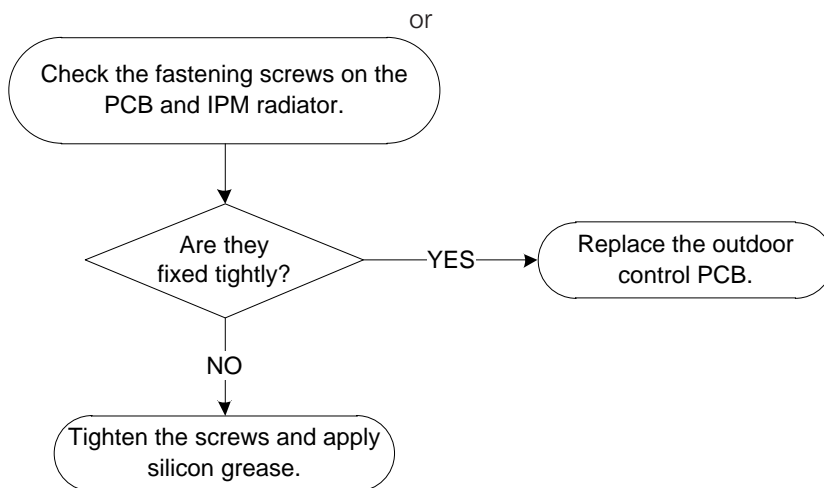 or
Check the fastening screws on the
PCB and IPM radiator.
Are they
fixed tightly?
YES
Replace the outdoor
control PCB.
NO
Tighten the screws and apply
silicon grease.